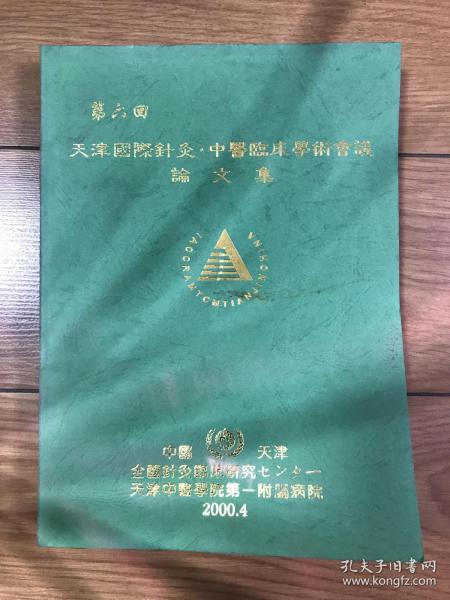 第六回
天津國際針灸·中醫臨床學術會議
論文集
中國 天津
全國針灸臨床研究センター
天津中醫學院第一附屬病院
2000.4
孔夫子旧书网
www.kongfz.com